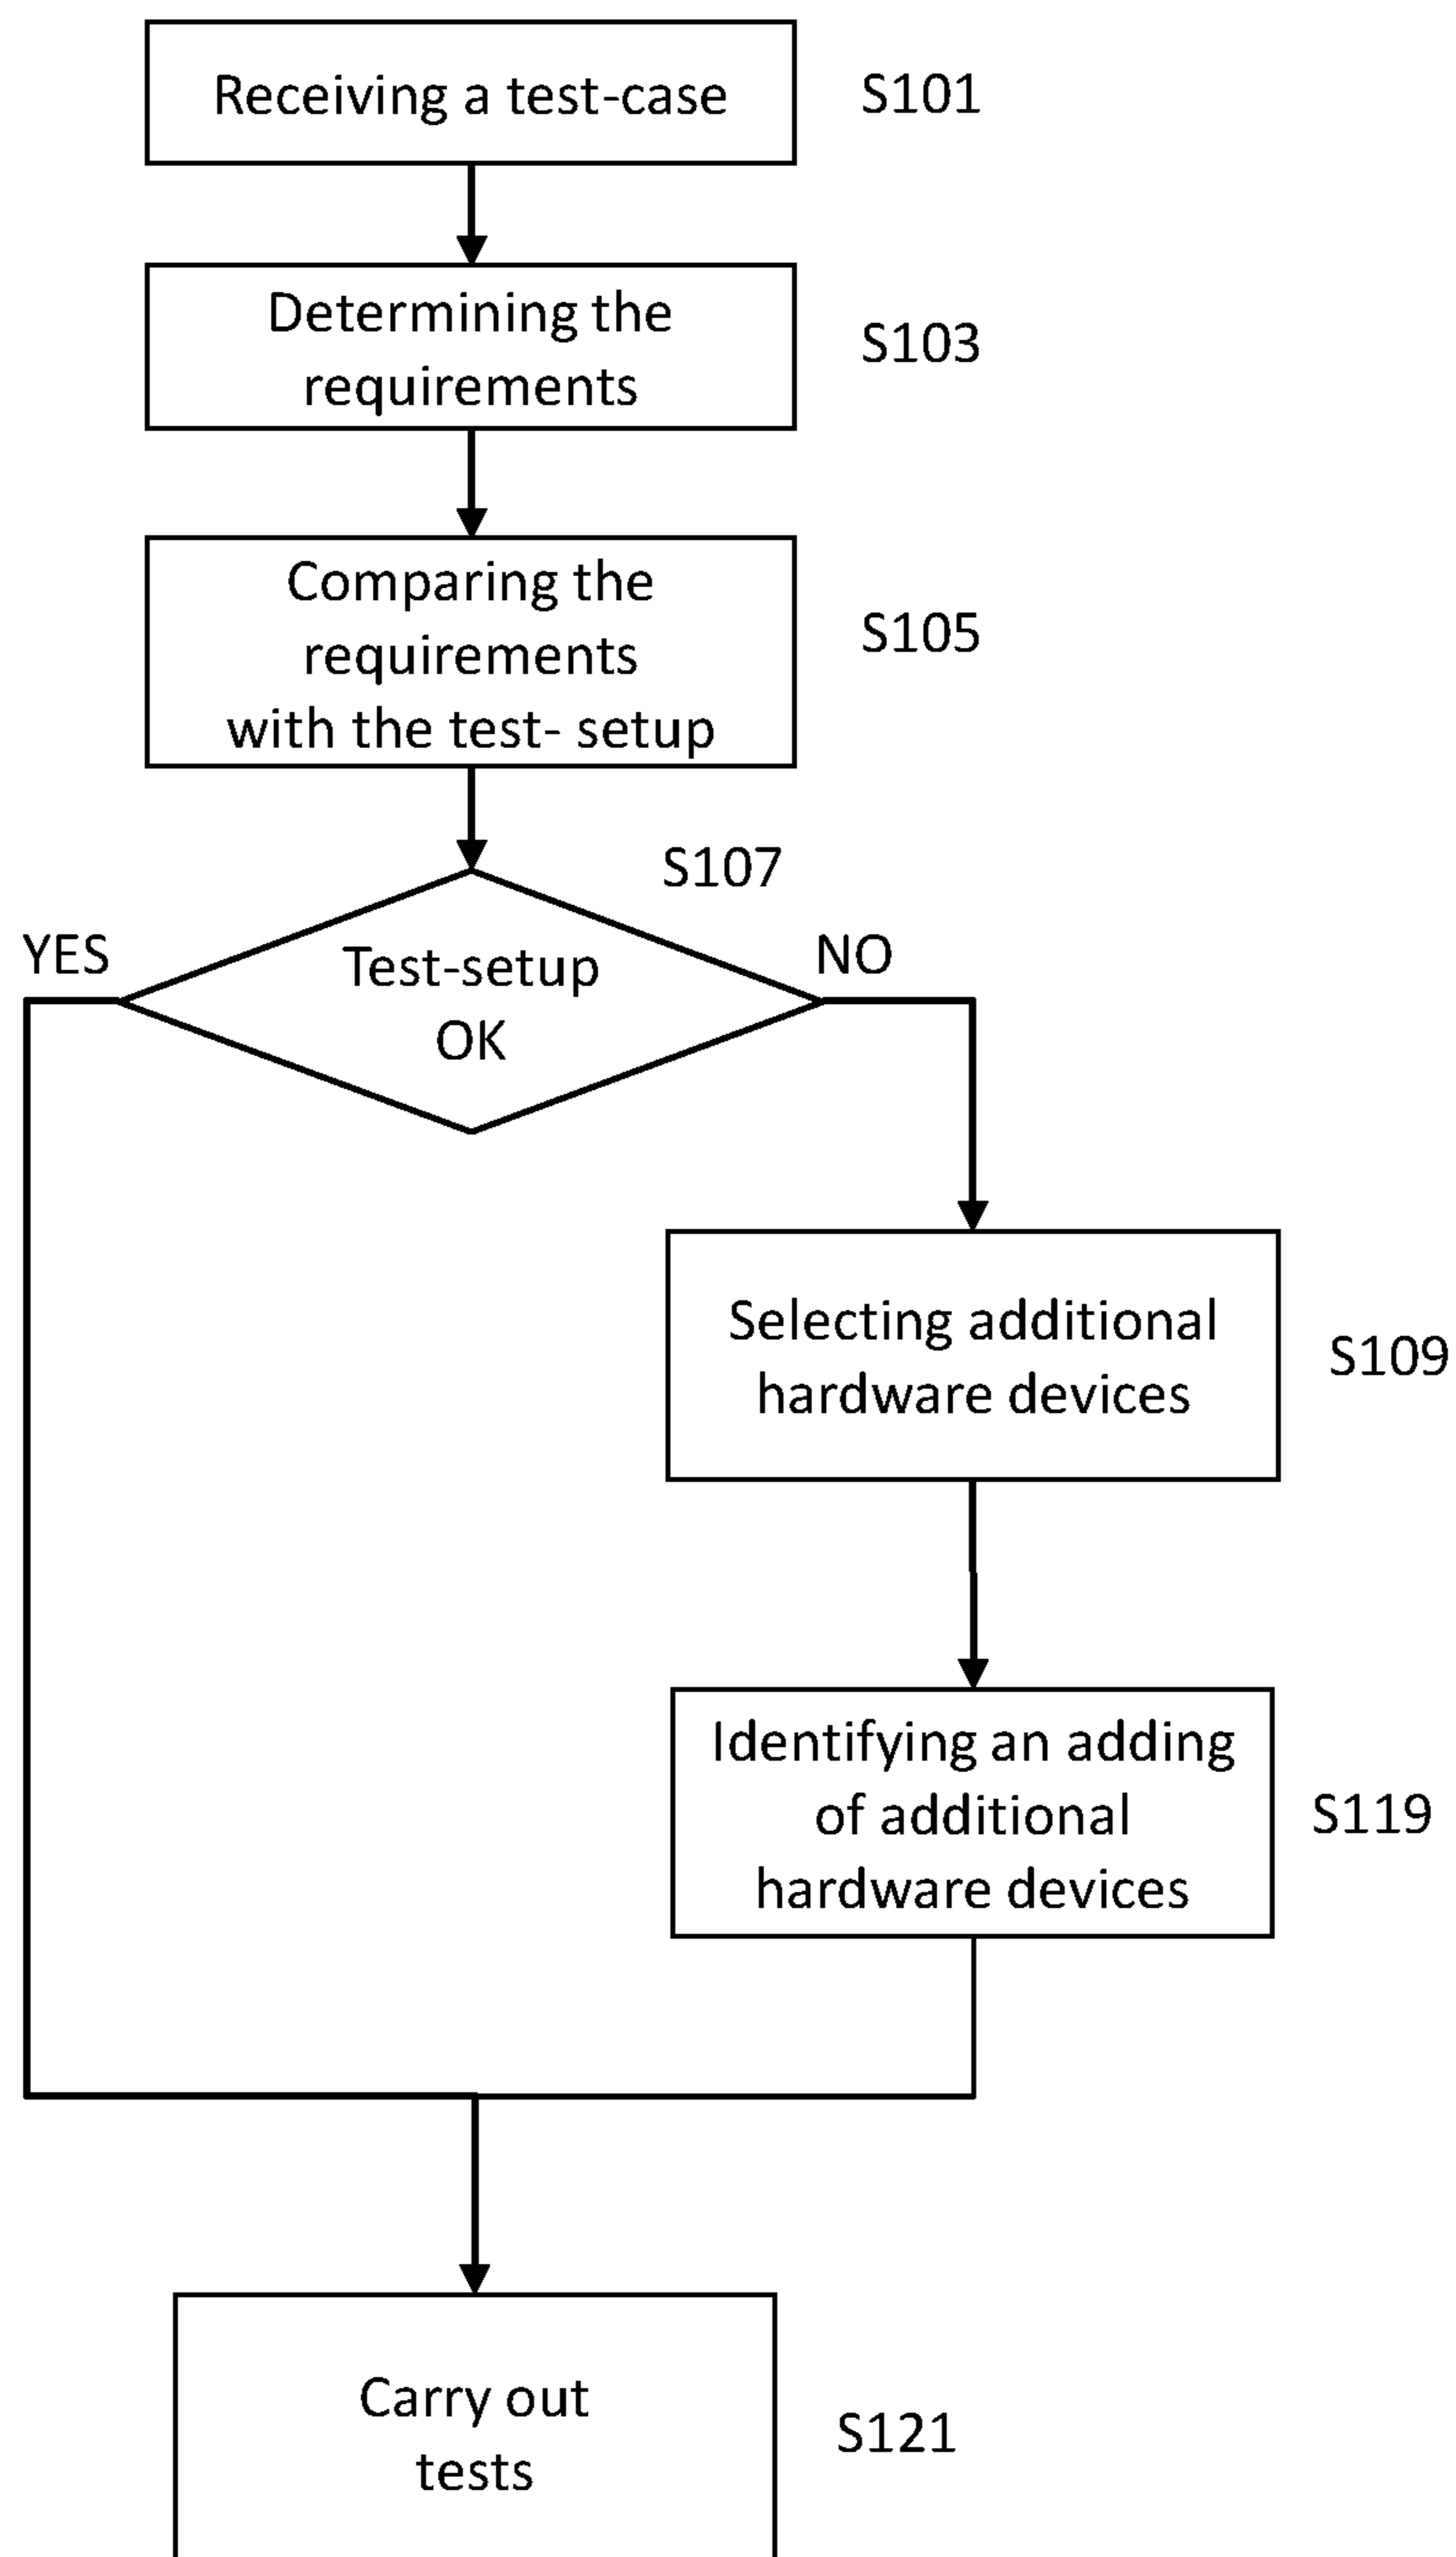 Receiving a test-case
S101
Determining the
requirements
S103
Comparing the
requirements
with the test- setup
S105
S107
YES
Test-setup
OK
NO
Selecting additional
hardware devices
S109
Identifying an adding
of additional
hardware devices
S119
Carry out
tests
S121